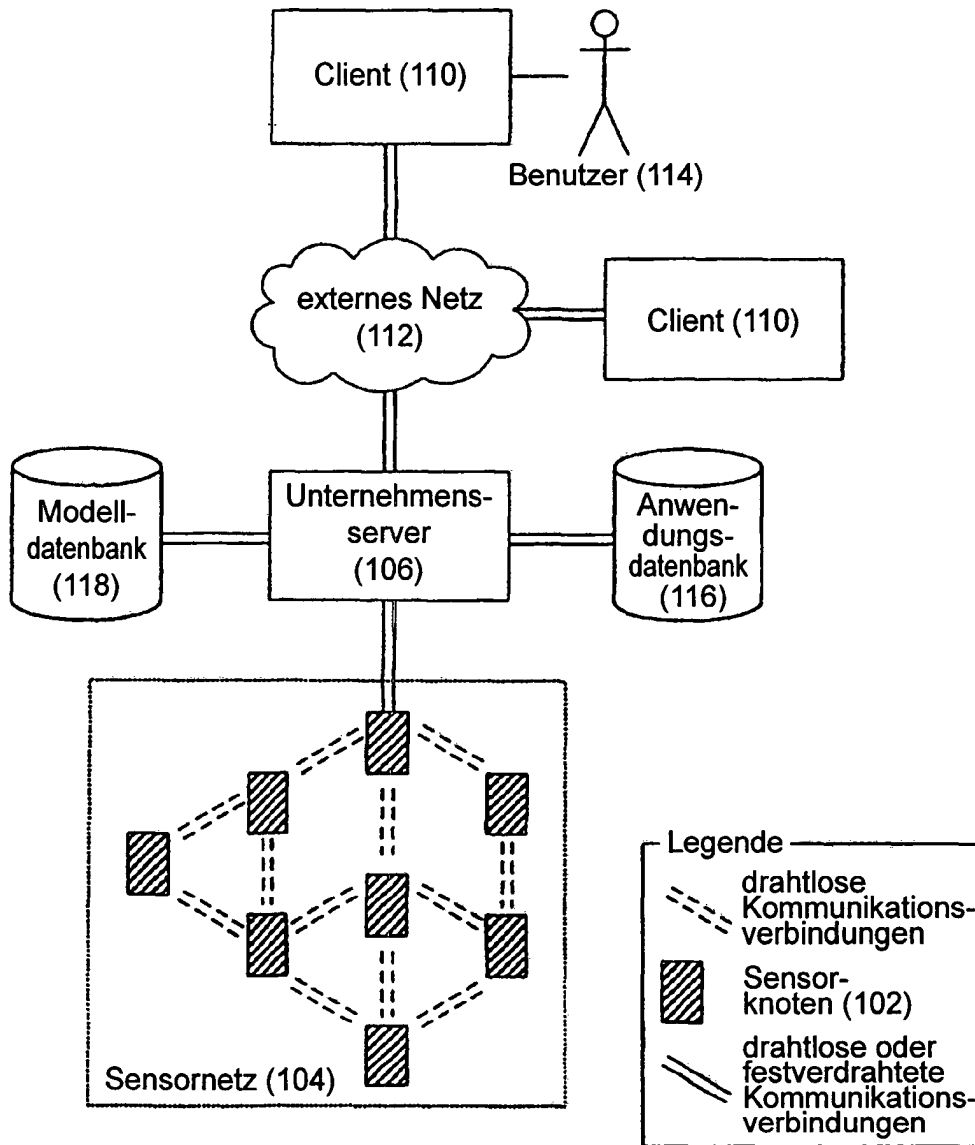 Client (110)
Benutzer (114)
externes Netz
(112)
Client (110)
Modell-
datenbank
(118)
Unternehmens-
server
(106)
Anwen-
dungs-
datenbank
(116)
Sensornetz (104)
Legende
drahtlose
Kommunikations-
verbindungen
Sensor-
knoten (102)
drahtlose oder
festverdrahtete
Kommunikations-
verbindungen